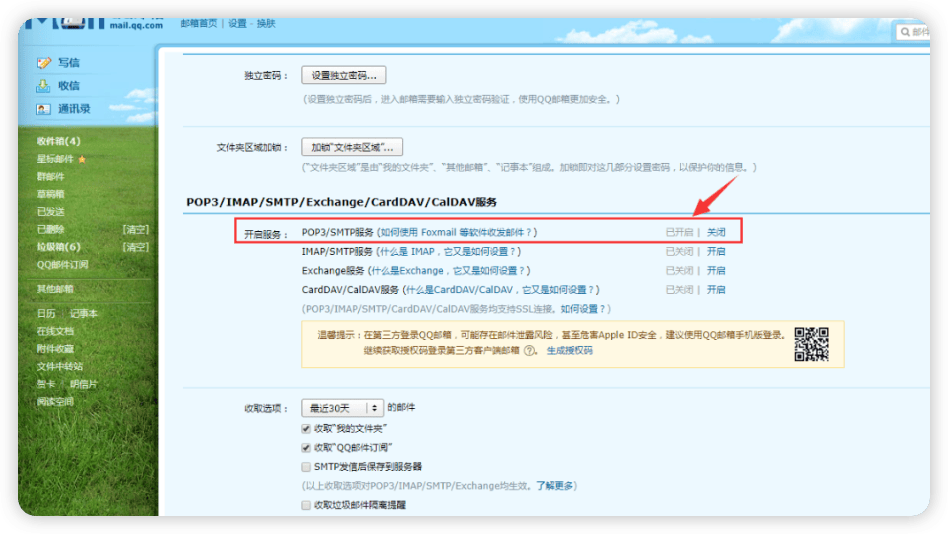 mail.qq.com
邮箱首页 | 设置 - 换肤
邮件
写信
收信
通讯录
收件箱(4)
星标邮件
群邮件
草稿箱
已发送
已删除 [清空]
垃圾箱(6) [清空]
QQ邮件订阅
其他邮箱
日历 | 记事本
在线文档
附件收藏
文件中转站
贺卡 | 明信片
阅读空间
独立密码： 设置独立密码...
(设置独立密码后，进入邮箱需要输入独立密码验证，使用QQ邮箱更加安全。)
文件夹区域加锁： 加锁"文件夹区域"...
("文件夹区域"是由"我的文件夹"、"其他邮箱"、"记事本"组成。加锁即对这几部分设置密码，以保护你的信息。)
POP3/IMAP/SMTP/Exchange/CardDAV/CalDAV服务
开启服务： POP3/SMTP服务 (如何使用 Foxmail 等软件收发邮件？) 已开启 | 关闭
IMAP/SMTP服务 (什么是 IMAP，它又是如何设置？) 已关闭 | 开启
Exchange服务 (什么是Exchange，它又是如何设置？) 已关闭 | 开启
CardDAV/CalDAV服务 (什么是CardDAV/CalDAV，它又是如何设置？) 已关闭 | 开启
(POP3/IMAP/SMTP/CardDAV/CalDAV服务均支持SSL连接。如何设置？)
温馨提示：在第三方登录QQ邮箱，可能存在邮件泄露风险，甚至危害Apple ID安全，建议使用QQ邮箱手机版登录。
继续获取授权码登录第三方客户端邮箱 ?。 生成授权码
收取选项： 最近30天 的邮件
收取"我的文件夹"
收取"QQ邮件订阅"
SMTP发信后保存到服务器
(以上收取选项对POP3/IMAP/SMTP/Exchange均生效。了解更多)
收取垃圾邮件隔离提醒